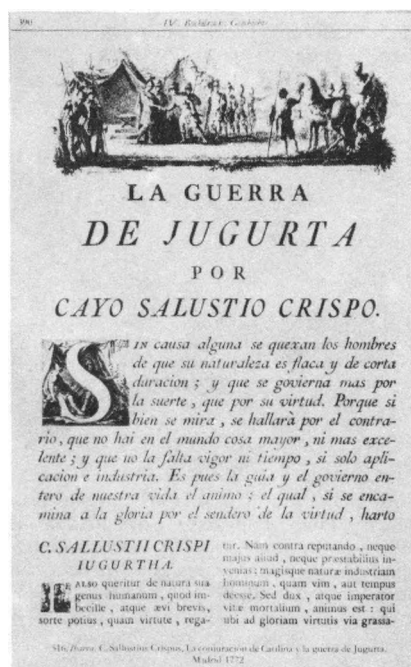 390
LA GUERRA
DE JUGURTA
POR
CAYO SALUSTIO CRISPO.
SIN causa alguna se quexan los hombres
de que su naturaleza es flaca y de corta
duracion ; y que se govierna mas por
la suerte , que por su virtud. Porque si
bien se mira , se hallarà por el contra-
rio, que no hai en el mundo cosa mayor , ni mas exce-
lente ; y que no la falta vigor ni tiempo , si solo apli-
cacion e industria. Es pues la guia y el govierno en-
tero de nuestra vida el animo : el qual , si se enca-
mina a la gloria por el sendero de la virtud , harto
C. SALLUSTII CRISPI
IUGURTHA.
FALSO queritur de natura sua
genus humanum , quod im-
becille , atque ævi brevis,
sorte potius , quam virtute , rega-
tur. Nam contra reputando , neque
majus aliud , neque præstabilius in-
venias: magisque naturæ industriam
hominum , quam vim , aut tempus
deesse. Sed dux , atque imperator
vitæ mortalium , animus est : qui
ubi ad gloriam virtutis via grassa-
516. Ibarra. C. Sallustius Crispus, La conjuración de Catilina y la guerra de Jugurta.
Madrid 1772